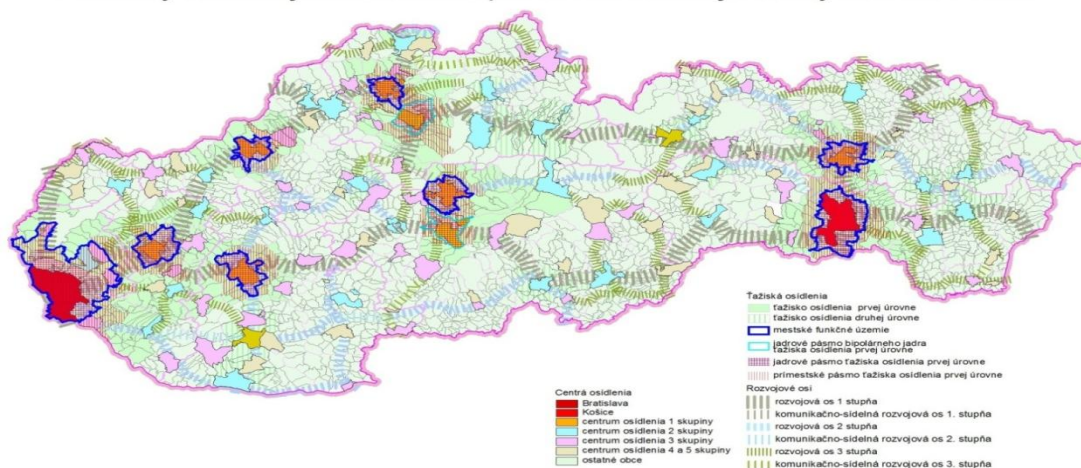 Ťažiská osídlenia
ťažisko osídlenia prvej úrovne
ťažisko osídlenia druhej úrovne
mestské funkčné územie
jadrové pásmo bipolárneho jadra
ťažiska osídlenia prvej úrovne
jadrové pásmo ťažiska osídlenia prvej úrovne
prímestské pásmo ťažiska osídlenia prvej úrovne
Rozvojové osi
rozvojová os 1 stupňa
komunikačno-sídelná rozvojová os 1. stupňa
rozvojová os 2 stupňa
komunikačno-sídelná rozvojová os 2. stupňa
rozvojová os 3 stupňa
komunikačno-sídelná rozvojová os 3. stupňa
Centrá osídlenia
Bratislava
Košice
centrum osídlenia 1 skupiny
centrum osídlenia 2 skupiny
centrum osídlenia 3 skupiny
centrum osídlenia 4 a 5 skupiny
ostatné obce